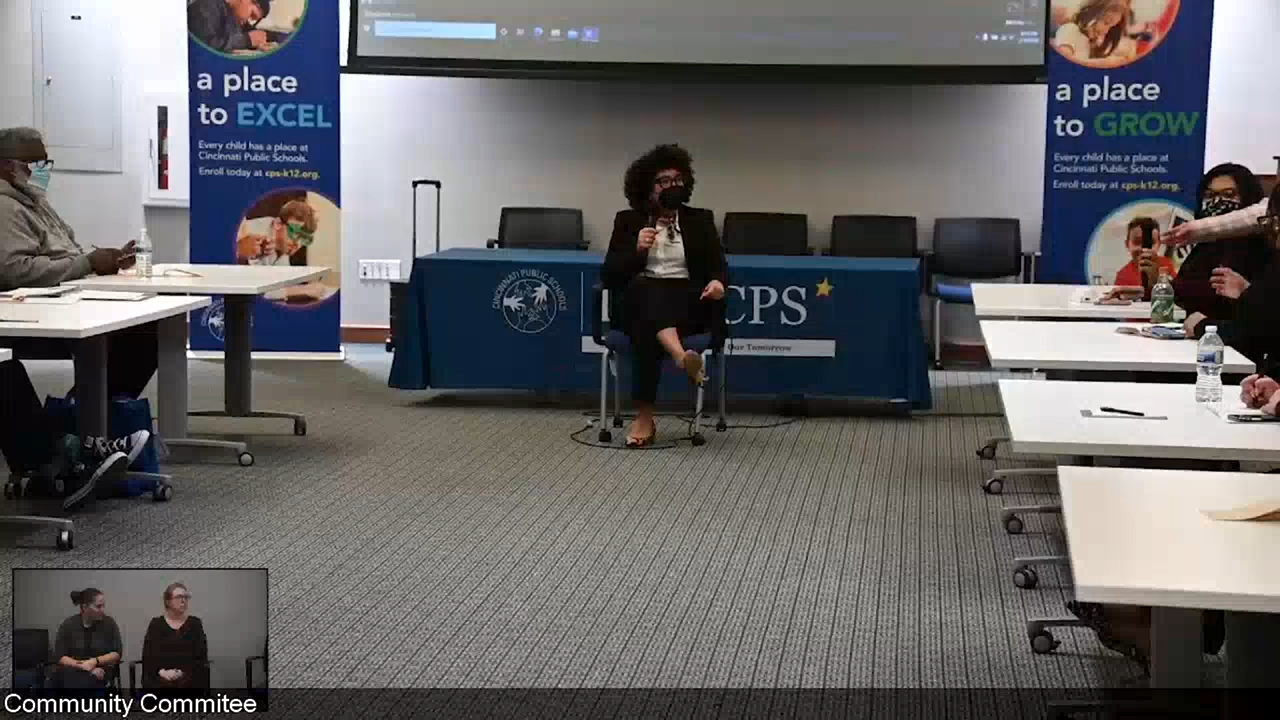 a place
to EXCEL
Every child has a place at
Cincinnati Public Schools.
Enroll today at cps-k12.org.
a place
to GROW
Every child has a place at
Cincinnati Public Schools.
Enroll today at cps-k12.org.
CINCINNATI PUBLIC SCHOOLS
CPS
Our Tomorrow
Community Commitee